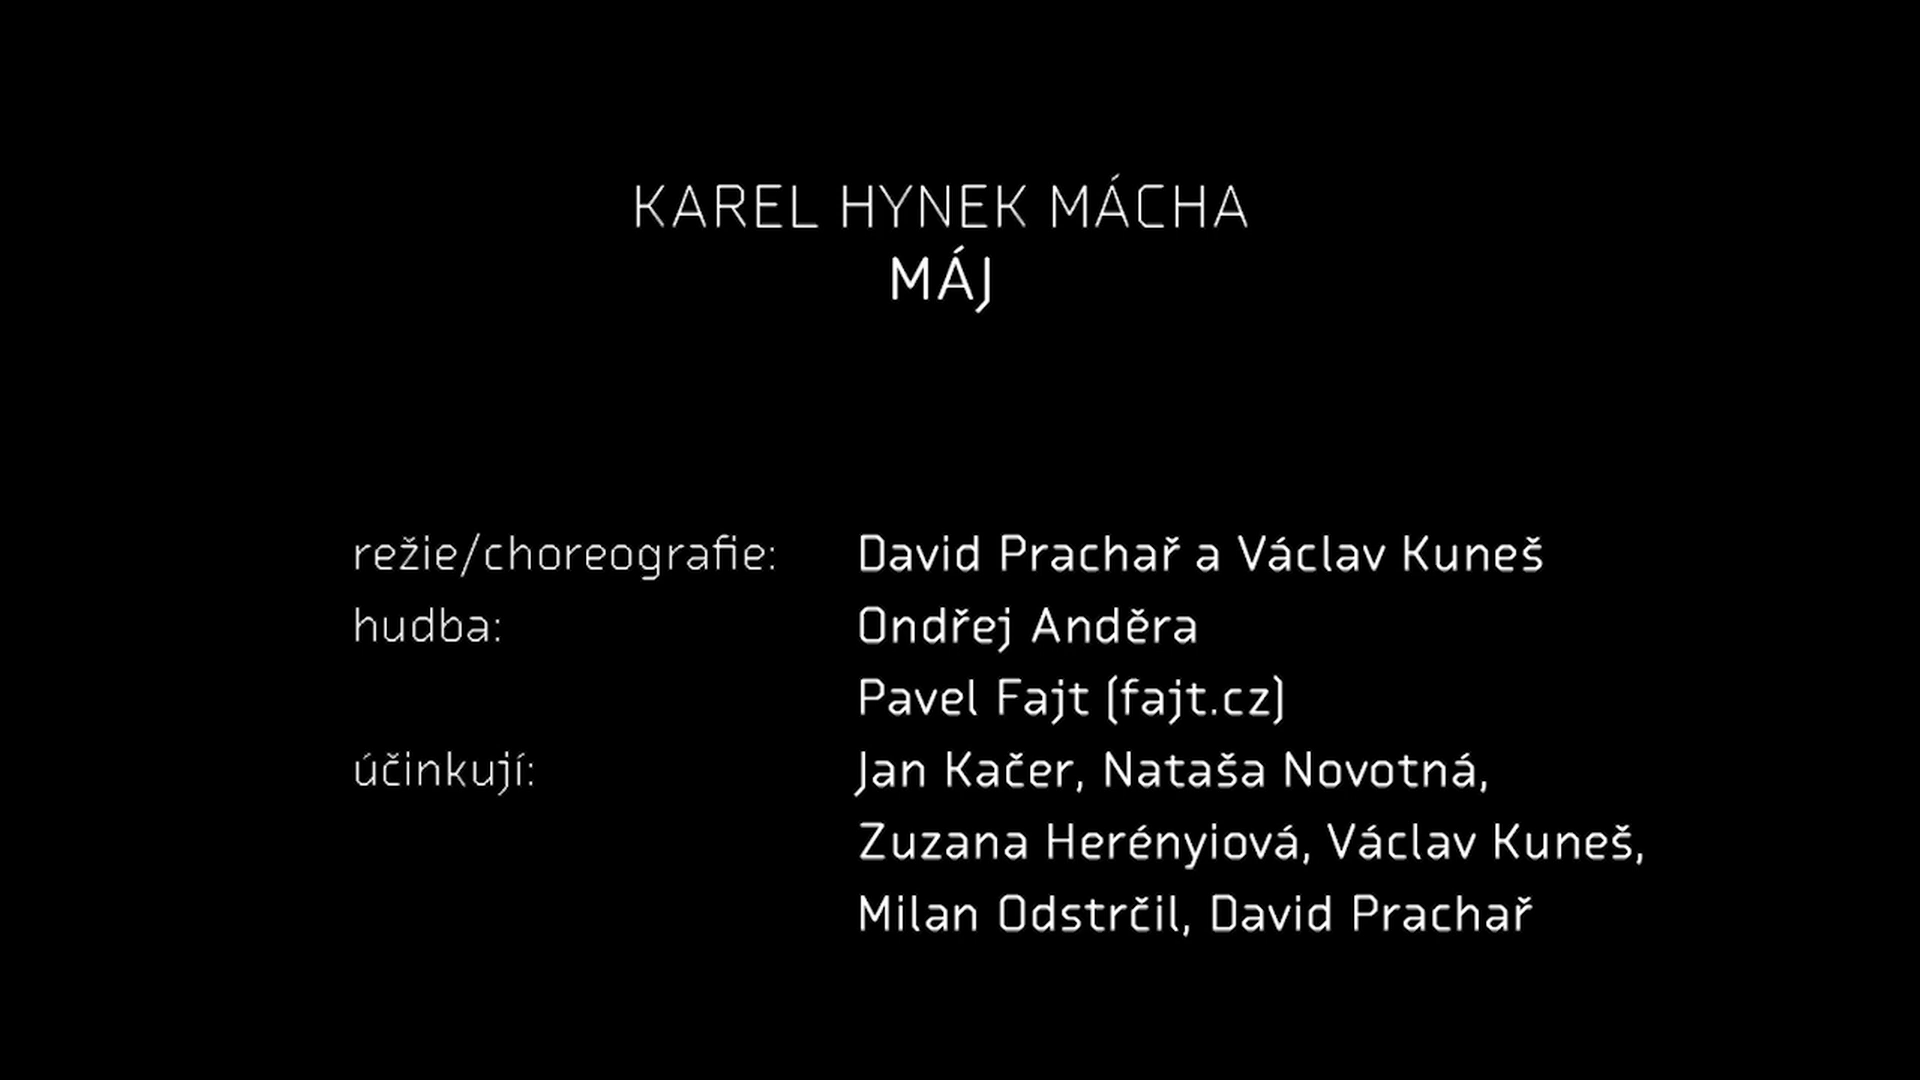 KAREL HYNEK MÁCHA
MÁJ
režie/choreografie: David Prachař a Václav Kuneš
hudba: Ondřej Anděra
Pavel Fajt (fajt.cz)
účinkují: Jan Kačer, Nataša Novotná,
Zuzana Herényiová, Václav Kuneš,
Milan Odstrčil, David Prachař